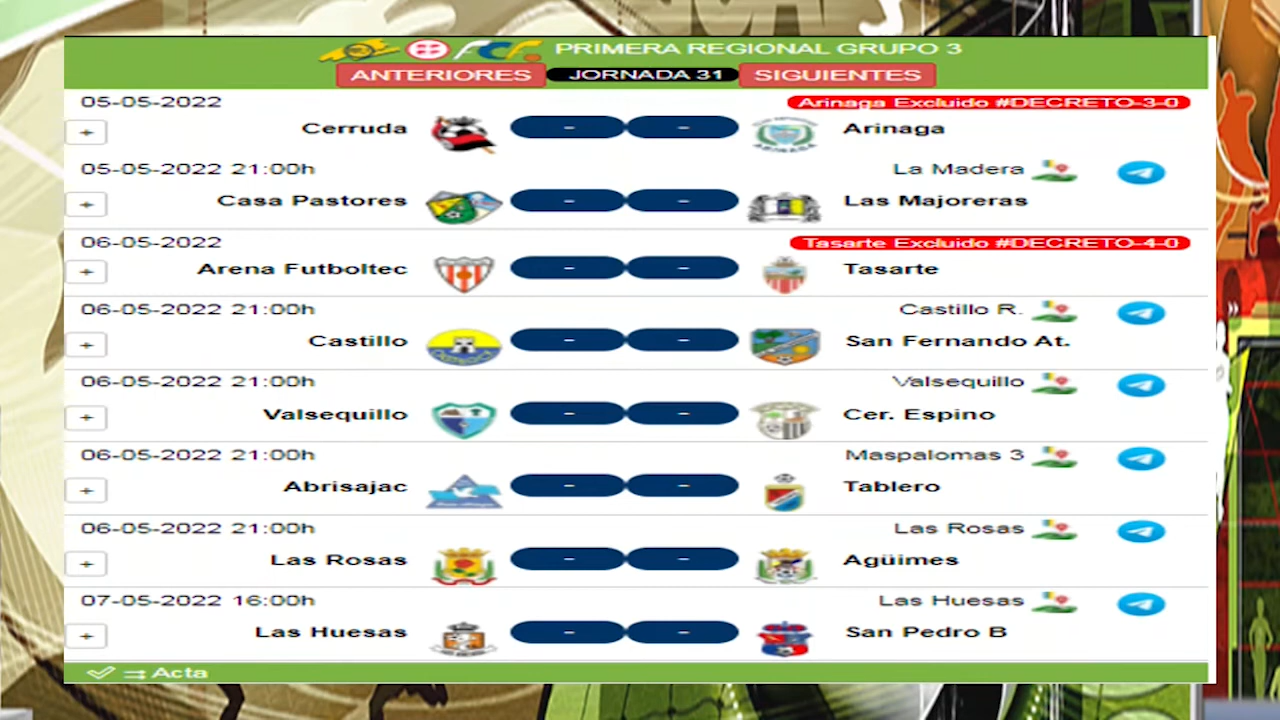 PRIMERA REGIONAL GRUPO 3
ANTERIORES JORNADA 31 SIGUIENTES
05-05-2022 Arinaga Excluido #DECRETO-3-0
+ Cerruda - - Arinaga
05-05-2022 21:00h La Madera
+ Casa Pastores - - Las Majoreras
06-05-2022 Tasarte Excluido #DECRETO-4-0
+ Arena Futboltec - - Tasarte
06-05-2022 21:00h Castillo R.
+ Castillo - - San Fernando At.
06-05-2022 21:00h Valsequillo
+ Valsequillo - - Cer. Espino
06-05-2022 21:00h Maspalomas 3
+ Abrisajac - - Tablero
06-05-2022 21:00h Las Rosas
+ Las Rosas - - Agüimes
07-05-2022 16:00h Las Huesas
+ Las Huesas - - San Pedro B
Acta